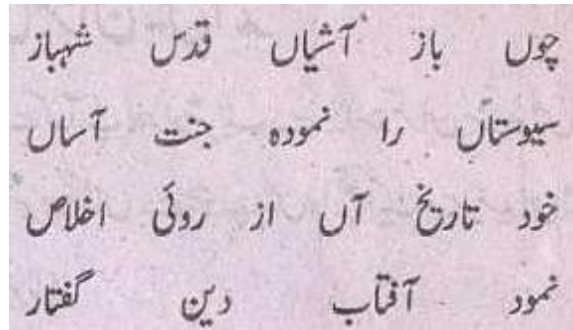 چوں باز آشیاں قدس شہباز
سیوستاں را نمودہ جنت آساں
خود تاریخ آں از روئی اخلاص
نمود آفتاب دین گفتار